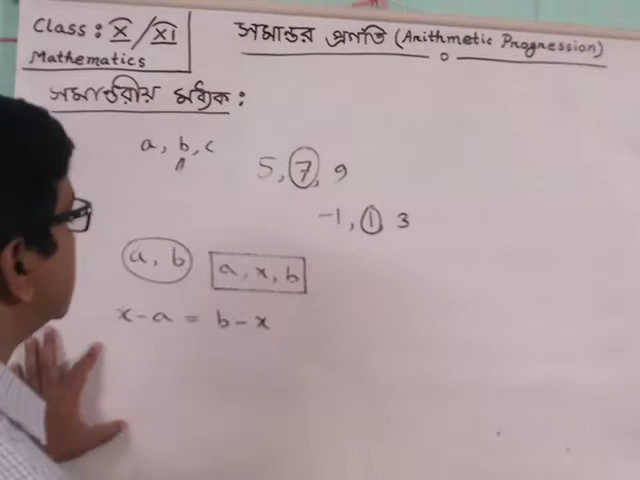 Class: X / XI
Mathematics
সমান্তর প্রগতি (Arithmetic Progression)
সমান্তরীয় মধ্যক :
a, b, c
5, 7, 9
-1, 1 3
a, b
a, x, b
x - a = b - x